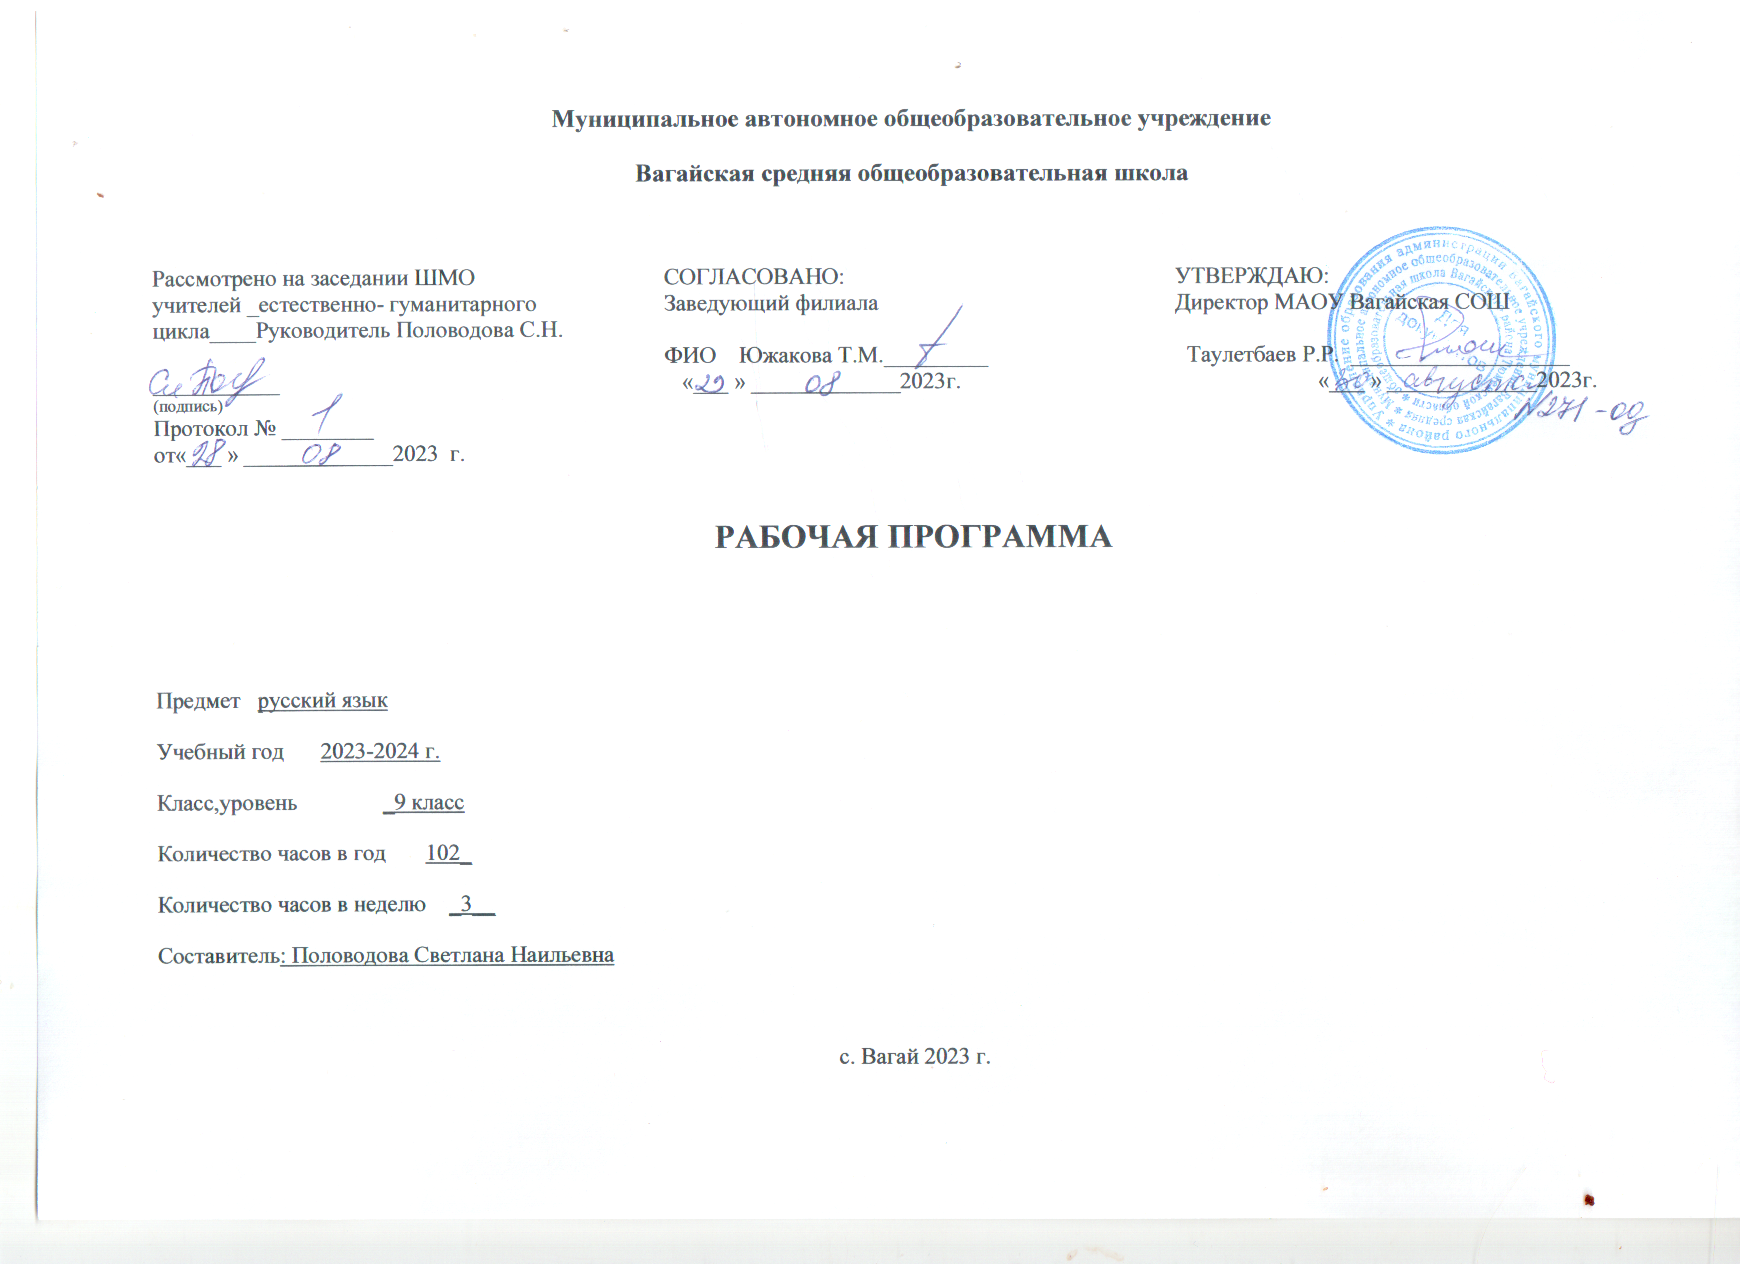 Муниципальное автономное общеобразовательное учреждение
Вагайская средняя общеобразовательная школа
Рассмотрено на заседании ШМО
учителей _естественно- гуманитарного
цикла____Руководитель Половодова С.Н.
(подпись)
Протокол № 1
от«28 » 08 2023 г.
СОГЛАСОВАНО:
Заведующий филиала
ФИО Южакова Т.М.
«29 » 08 2023г.
УТВЕРЖДАЮ:
Директор МАОУ Вагайская СОШ
Таулетбаев Р.Р.
«30 » августа 2023г.
N271-од
РАБОЧАЯ ПРОГРАММА
Предмет русский язык
Учебный год 2023-2024 г.
Класс,уровень _9 класс
Количество часов в год 102_
Количество часов в неделю _3__
Составитель: Половодова Светлана Наильевна
с. Вагай 2023 г.